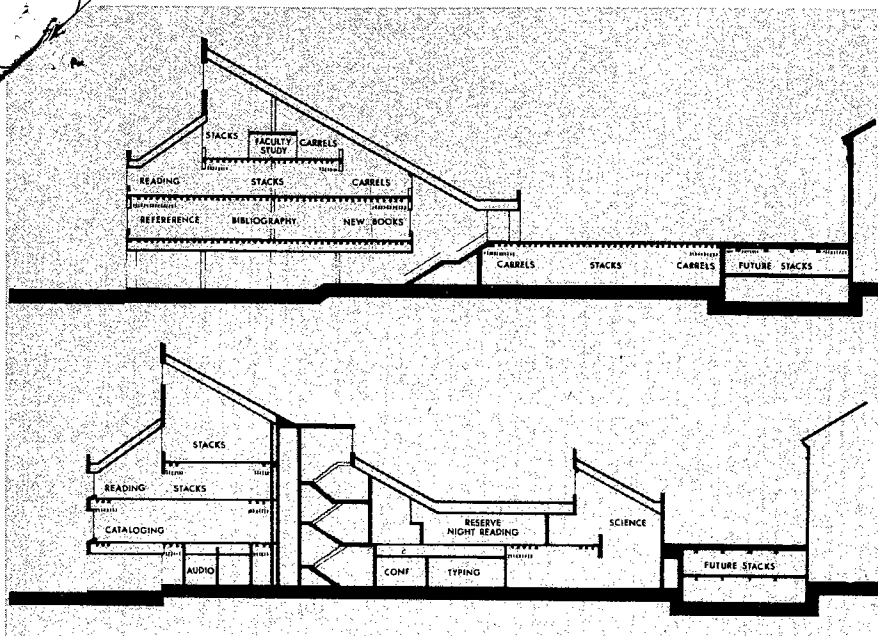 STACKS
FACULTY
STUDY
CARRELS
READING
STACKS
CARRELS
REFERERENCE
BIBLIOGRAPHY
NEW BOOKS
CARRELS
STACKS
CARRELS
FUTURE STACKS
STACKS
READING
STACKS
CATALOGING
AUDIO
RESERVE
NIGHT READING
SCIENCE
CONF
TYPING
FUTURE STACKS